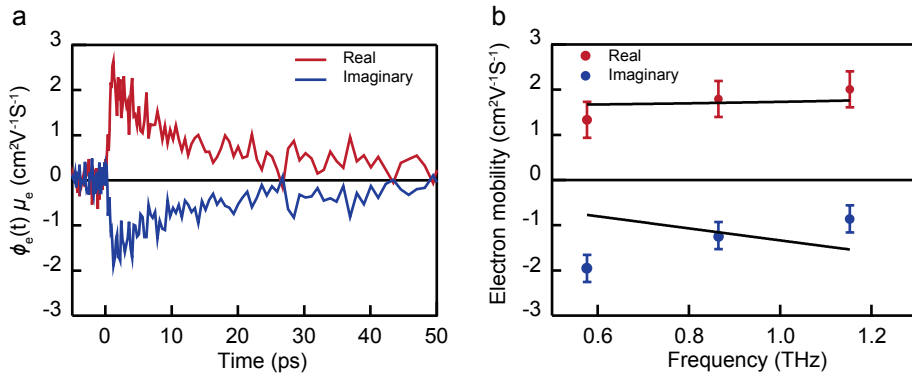 a
3
2
1
0
-1
-2
-3
ϕe(t) μe (cm²V⁻¹S⁻¹)
Real
Imaginary
0
10
20
30
40
50
Time (ps)
b
3
2
1
0
-1
-2
-3
Electron mobility (cm²V⁻¹S⁻¹)
Real
Imaginary
0.6
0.8
1.0
1.2
Frequency (THz)